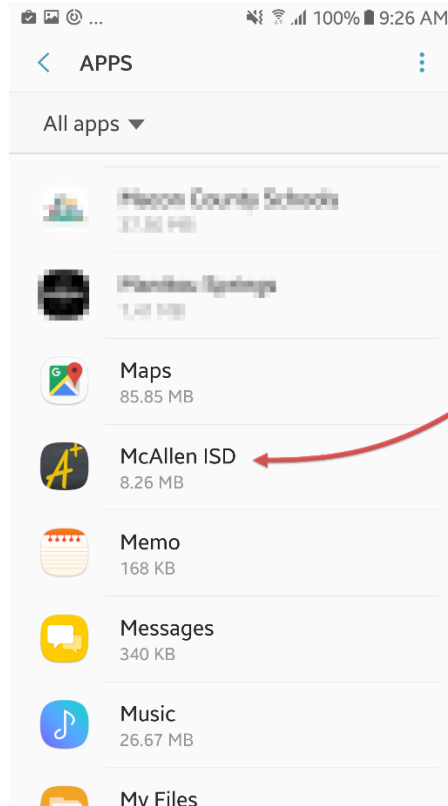 ... 100% 9:26 AM
APPS
All apps
Maps
85.85 MB
McAllen ISD
8.26 MB
Memo
168 KB
Messages
340 KB
Music
26.67 MB
My Files